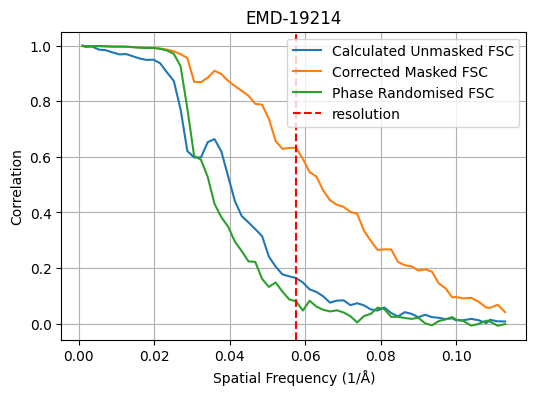 EMD-19214
Calculated Unmasked FSC
Corrected Masked FSC
Phase Randomised FSC
resolution
Correlation
1.0
0.8
0.6
0.4
0.2
0.0
0.00 0.02 0.04 0.06 0.08 0.10
Spatial Frequency (1/Å)